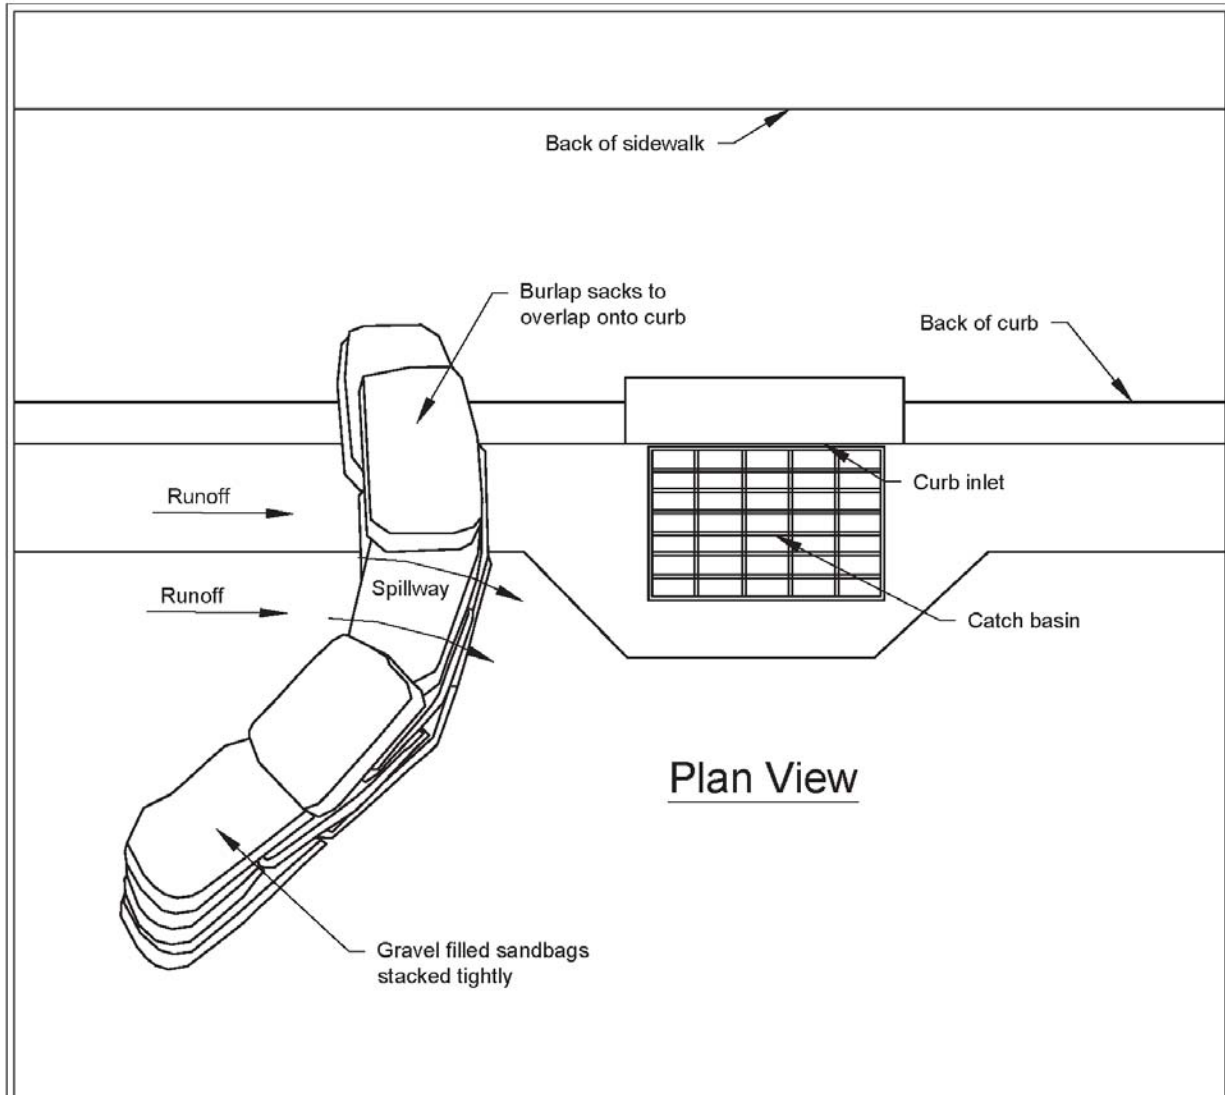 Back of sidewalk
Burlap sacks to
overlap onto curb
Back of curb
Runoff
Curb inlet
Runoff
Spillway
Catch basin
Plan View
Gravel filled sandbags
stacked tightly